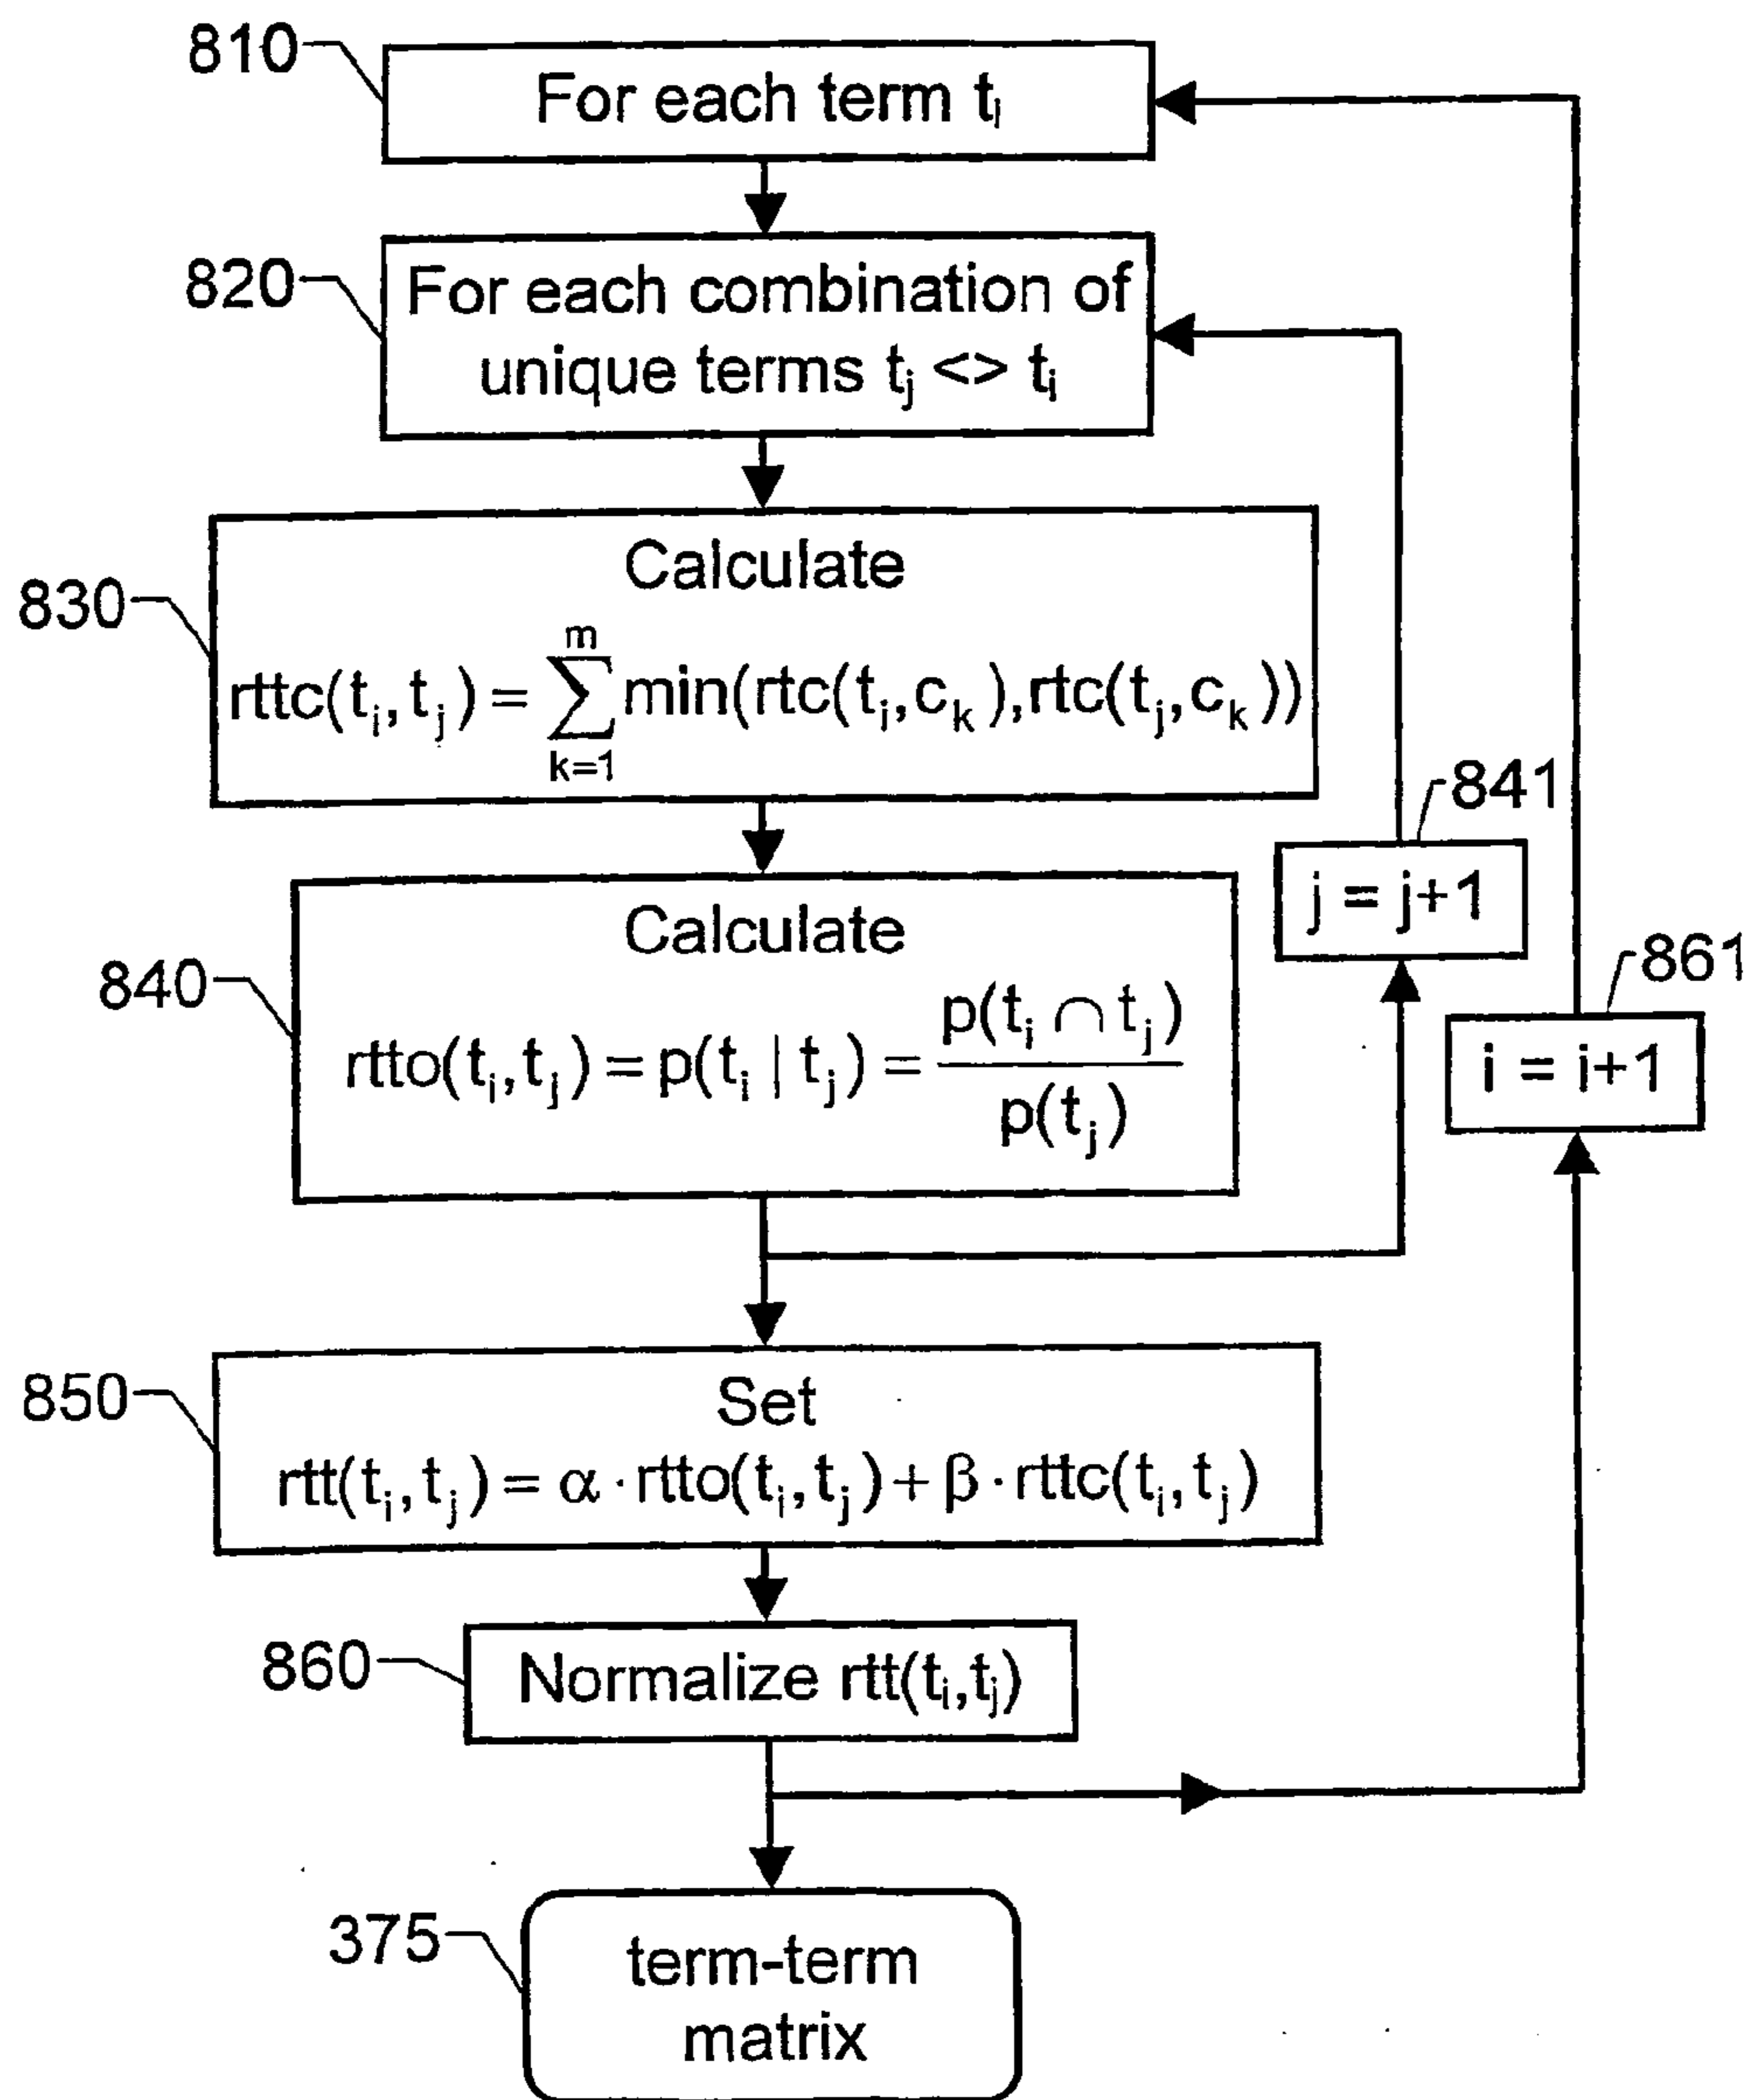 810
For each term tᵢ
820
For each combination of
unique terms tⱼ <> tᵢ
830
Calculate
rttc(tᵢ,tⱼ) = ∑ₖ₌₁ᵐ min(rtc(tᵢ,cₖ),rtc(tⱼ,cₖ))
841
j = j+1
840
Calculate
rtto(tᵢ,tⱼ) = p(tᵢ | tⱼ) = p(tᵢ ∩ tⱼ) / p(tⱼ)
861
i = i+1
850
Set
rtt(tᵢ,tⱼ) = α · rtto(tᵢ,tⱼ) + β · rttc(tᵢ,tⱼ)
860
Normalize rtt(tᵢ,tⱼ)
375
term-term
matrix